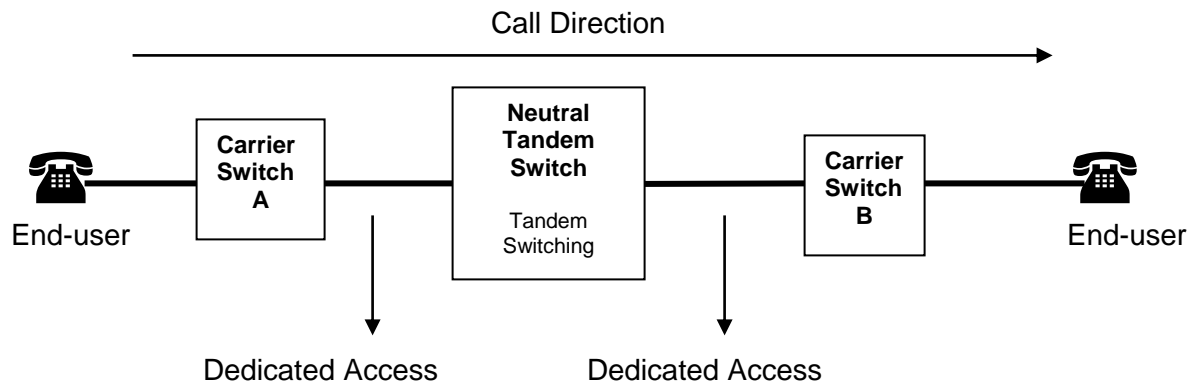 Call Direction
Neutral
Tandem
Switch
Tandem
Switching
Carrier
Switch
A
Carrier
Switch
B
End-user
End-user
Dedicated Access
Dedicated Access